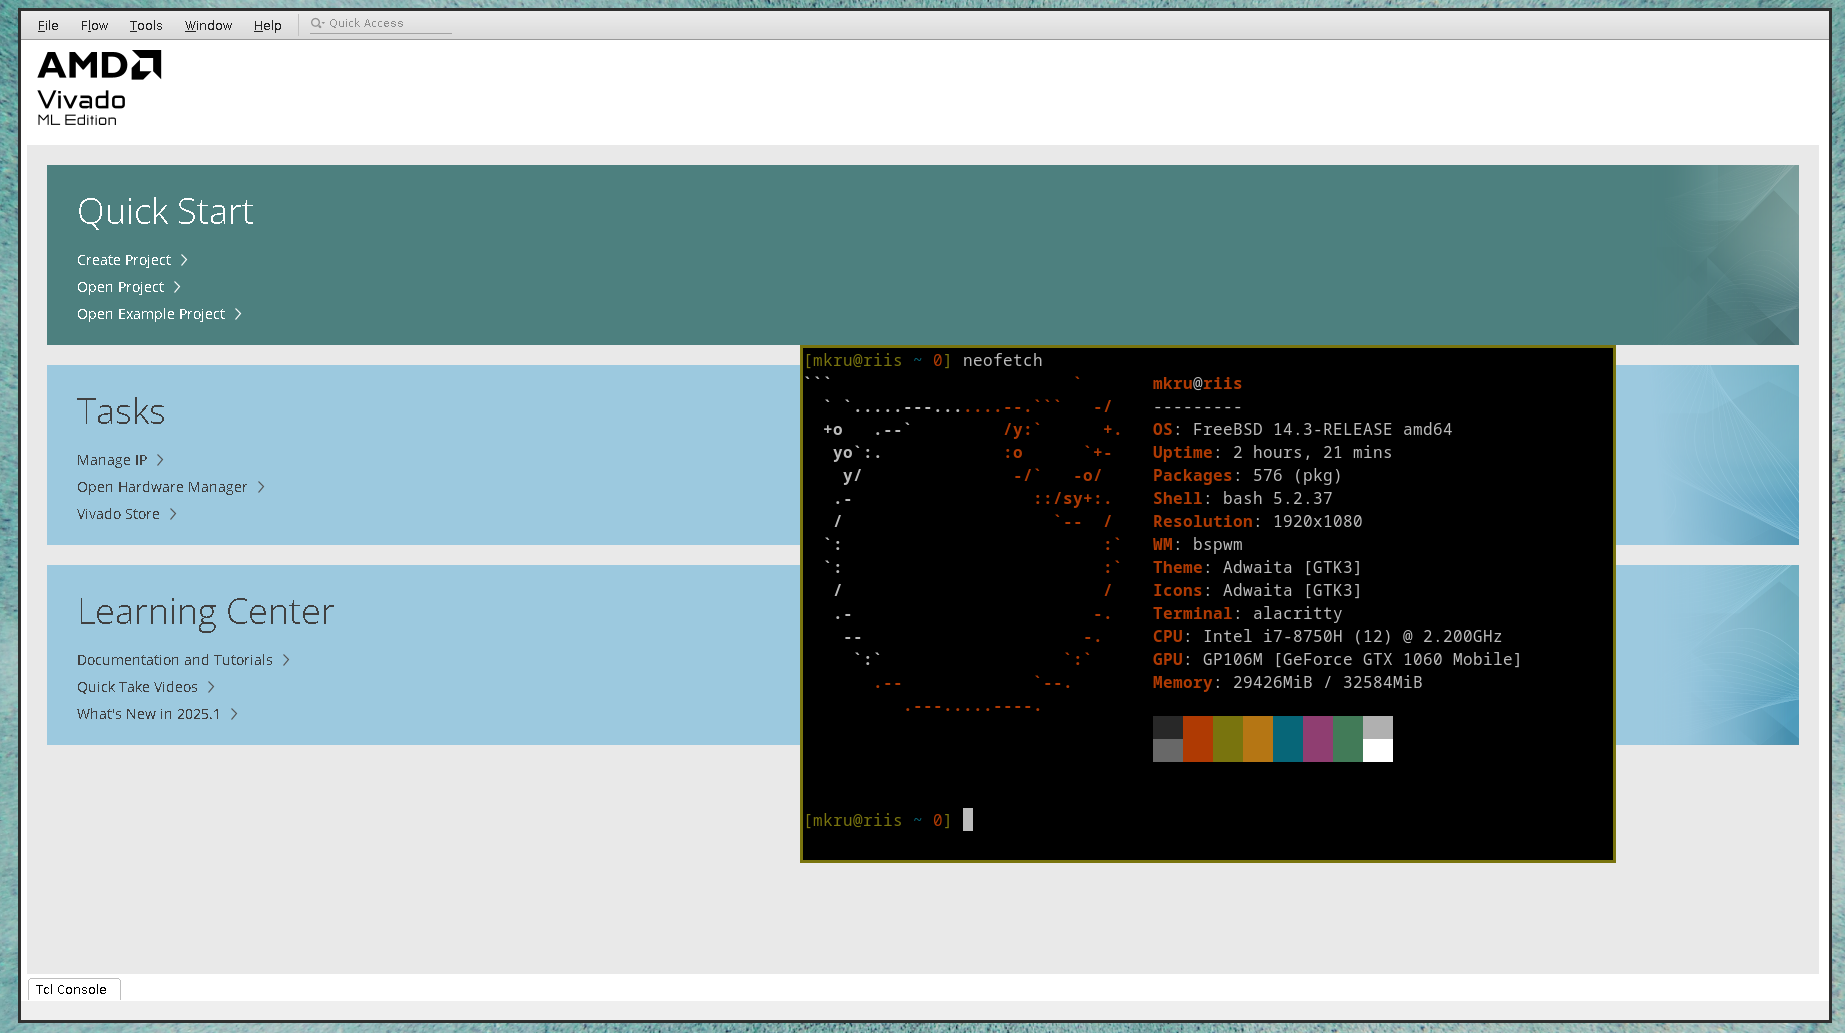 File Flow Tools Window Help Quick Access
AMD
Vivado
ML Edition
Quick Start
Create Project
Open Project
Open Example Project
Tasks
Manage IP
Open Hardware Manager
Vivado Store
Learning Center
Documentation and Tutorials
Quick Take Videos
What's New in 2025.1
[mkru@riis ~ 0] neofetch
mkru@riis
---------
OS: FreeBSD 14.3-RELEASE amd64
Uptime: 2 hours, 21 mins
Packages: 576 (pkg)
Shell: bash 5.2.37
Resolution: 1920x1080
WM: bspwm
Theme: Adwaita [GTK3]
Icons: Adwaita [GTK3]
Terminal: alacritty
CPU: Intel i7-8750H (12) @ 2.200GHz
GPU: GP106M [GeForce GTX 1060 Mobile]
Memory: 29426MiB / 32584MiB
[mkru@riis ~ 0]
Tcl Console